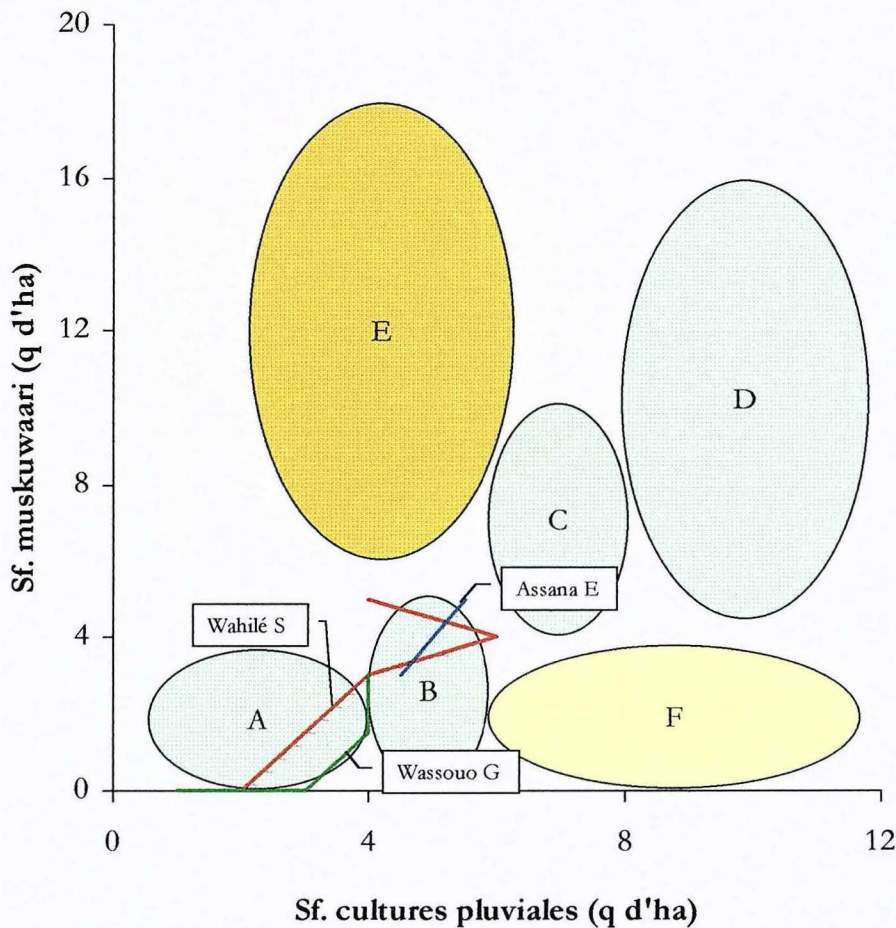 20
16
12
8
4
0
Sf. muskuwaari (q d'ha)
E
D
C
Assana E
Wahilé S
B
A
F
Wassouo G
0 4 8 12
Sf. cultures pluviales (q d'ha)